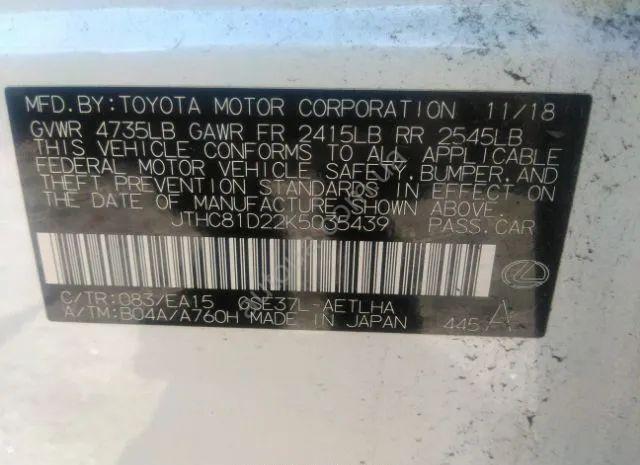 MFD.BY:TOYOTA MOTOR CORPORATION 11/18
GVWR 4735LB GAWR FR 2415LB RR 2545LB
THIS VEHICLE CONFORMS TO ALL APPLICABLE
FEDERAL MOTOR VEHICLE SAFETY, BUMPER, AND
THEFT PREVENTION STANDARDS IN EFFECT ON
THE DATE OF MANUFACTURE SHOWN ABOVE.
JTHC81D22K5035439 PASS.CAR
C/TR:083/EA15 GSE37L-AETLHA
A/TM:B04A/A760H MADE IN JAPAN 445 A